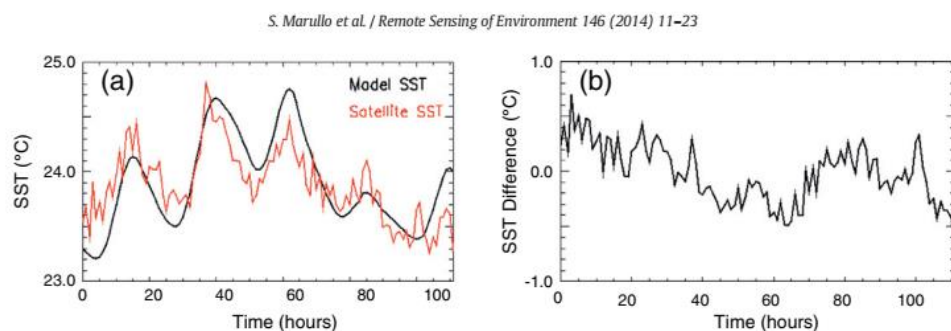 S. Marullo et al. / Remote Sensing of Environment 146 (2014) 11–23
(a)
Model SST
Satellite SST
25.0
24.0
23.0
SST (°C)
0 20 40 60 80 100
Time (hours)
(b)
1.0
0.0
-1.0
SST Difference (°C)
0 20 40 60 80 100
Time (hours)